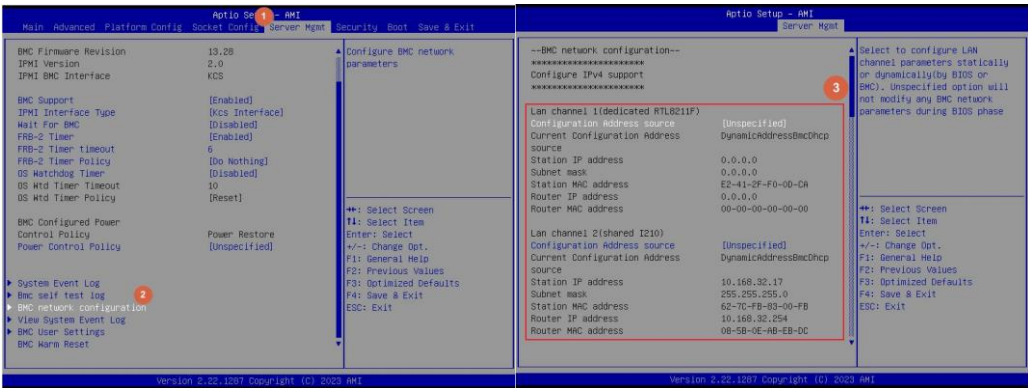 Aptio Setup - AMI
Main Advanced Platform Config Socket Config Server Mgmt Security Boot Save & Exit
1
BMC Firmware Revision 13.28
IPMI Version 2.0
IPMI BMC Interface KCS
BMC Support [Enabled]
IPMI Interface Type [Kcs Interface]
Wait For BMC [Disabled]
FRB-2 Timer [Enabled]
FRB-2 Timer timeout 6
FRB-2 Timer Policy [Do Nothing]
OS Watchdog Timer [Disabled]
OS Wtd Timer Timeout 10
OS Wtd Timer Policy [Reset]
BMC Configured Power
Control Policy Power Restore
Power Control Policy [Unspecified]
System Event Log
Bmc self test log
2
BMC network configuration
View System Event Log
BMC User Settings
BMC Warm Reset
Configure BMC network
parameters
→←: Select Screen
↑↓: Select Item
Enter: Select
+/-: Change Opt.
F1: General Help
F2: Previous Values
F3: Optimized Defaults
F4: Save & Exit
ESC: Exit
Version 2.22.1287 Copyright (C) 2023 AMI
Aptio Setup - AMI
Server Mgmt
--BMC network configuration--
**********************
Configure IPv4 support
**********************
3
Lan channel 1(dedicated RTL8211F)
Configuration Address source [Unspecified]
Current Configuration Address DynamicAddressBmcDhcp
source
Station IP address 0.0.0.0
Subnet mask 0.0.0.0
Station MAC address E2-41-2F-F0-0D-CA
Router IP address 0.0.0.0
Router MAC address 00-00-00-00-00-00
Lan channel 2(shared I210)
Configuration Address source [Unspecified]
Current Configuration Address DynamicAddressBmcDhcp
source
Station IP address 10.168.32.17
Subnet mask 255.255.255.0
Station MAC address 62-7C-FB-83-00-FB
Router IP address 10.168.32.254
Router MAC address 08-5B-0E-AB-EB-DC
Select to configure LAN
channel parameters statically
or dynamically(by BIOS or
BMC). Unspecified option will
not modify any BMC network
parameters during BIOS phase
→←: Select Screen
↑↓: Select Item
Enter: Select
+/-: Change Opt.
F1: General Help
F2: Previous Values
F3: Optimized Defaults
F4: Save & Exit
ESC: Exit
Version 2.22.1287 Copyright (C) 2023 AMI